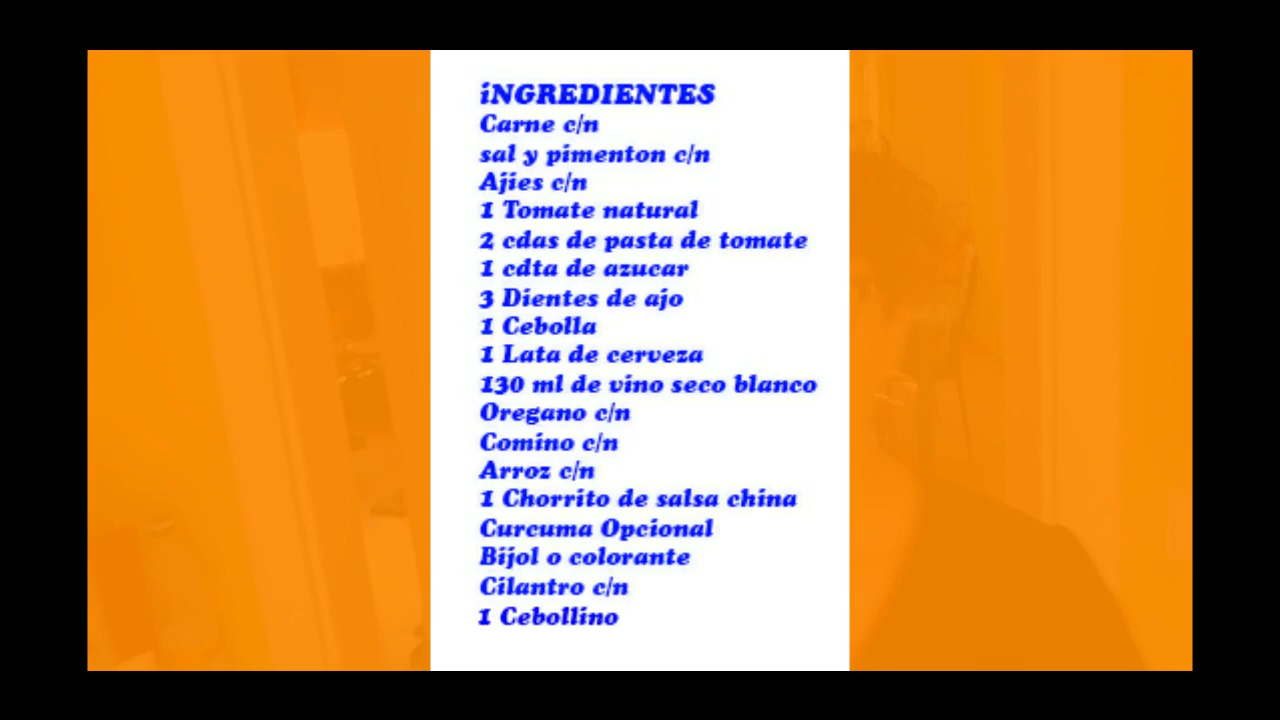 iNGREDIENTES
Carne c/n
sal y pimenton c/n
Ajies c/n
1 Tomate natural
2 cdas de pasta de tomate
1 cdta de azucar
3 Dientes de ajo
1 Cebolla
1 Lata de cerveza
130 ml de vino seco blanco
Oregano c/n
Comino c/n
Arroz c/n
1 Chorrito de salsa china
Curcuma Opcional
Bijol o colorante
Cilantro c/n
1 Cebollino